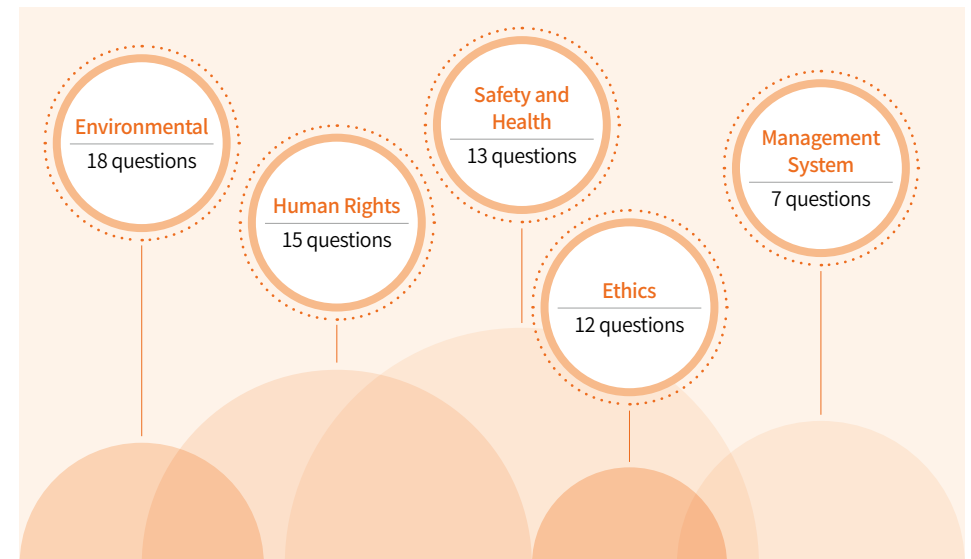 Environmental
18 questions
Human Rights
15 questions
Safety and
Health
13 questions
Ethics
12 questions
Management
System
7 questions